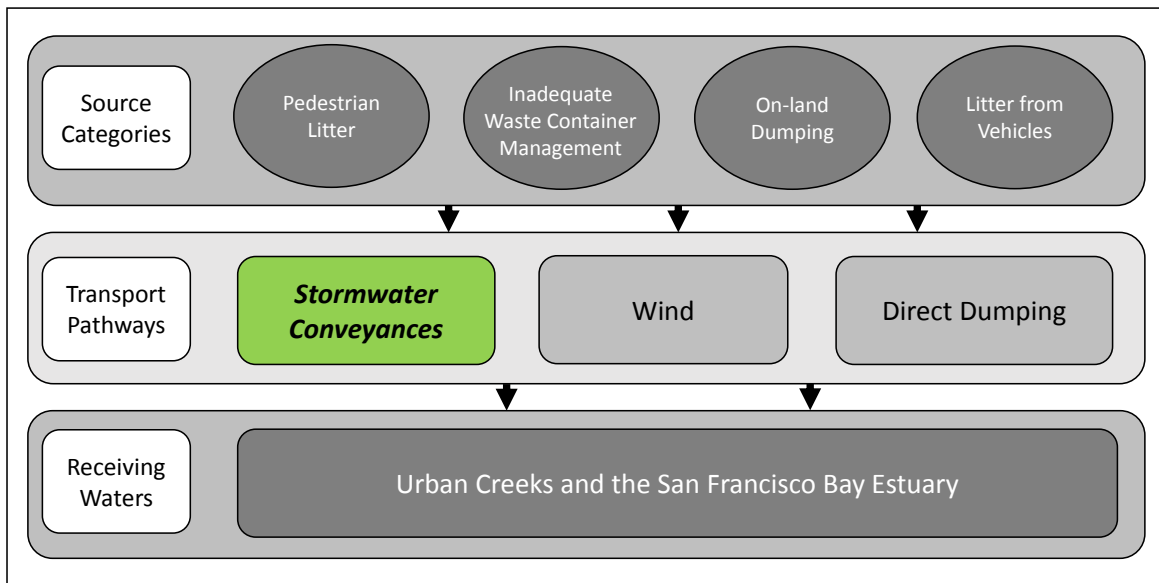 Source
Categories
Pedestrian
Litter
Inadequate
Waste Container
Management
On-land
Dumping
Litter from
Vehicles
Transport
Pathways
Stormwater
Conveyances
Wind
Direct Dumping
Receiving
Waters
Urban Creeks and the San Francisco Bay Estuary